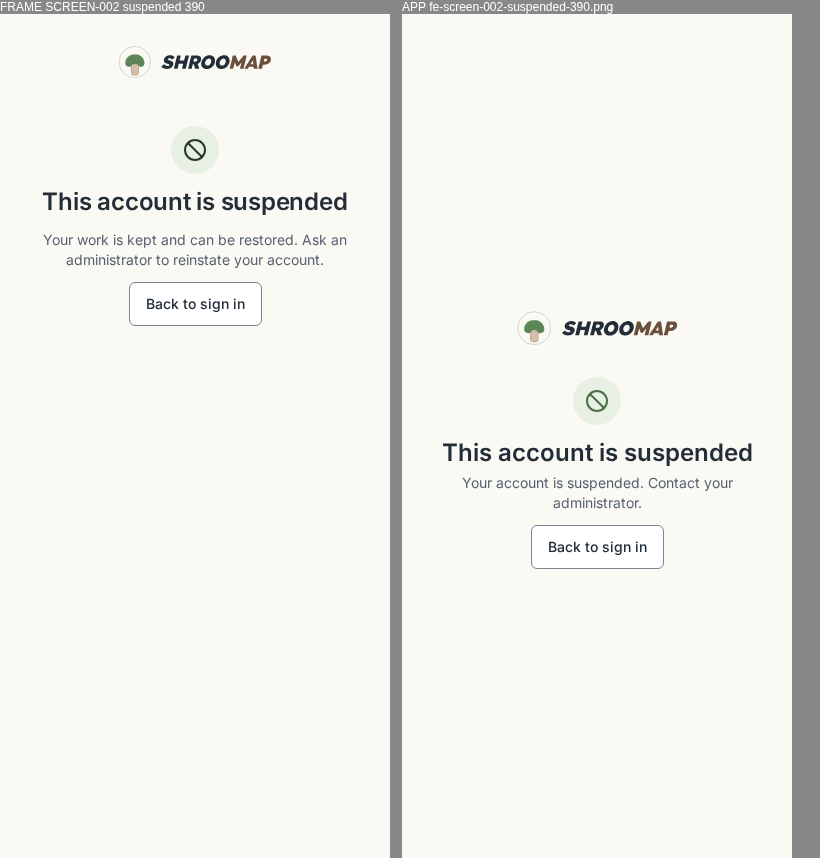 FRAME SCREEN-002 suspended 390
SHROOMAP
This account is suspended
Your work is kept and can be restored. Ask an
administrator to reinstate your account.
Back to sign in
APP fe-screen-002-suspended-390.png
SHROOMAP
This account is suspended
Your account is suspended. Contact your
administrator.
Back to sign in